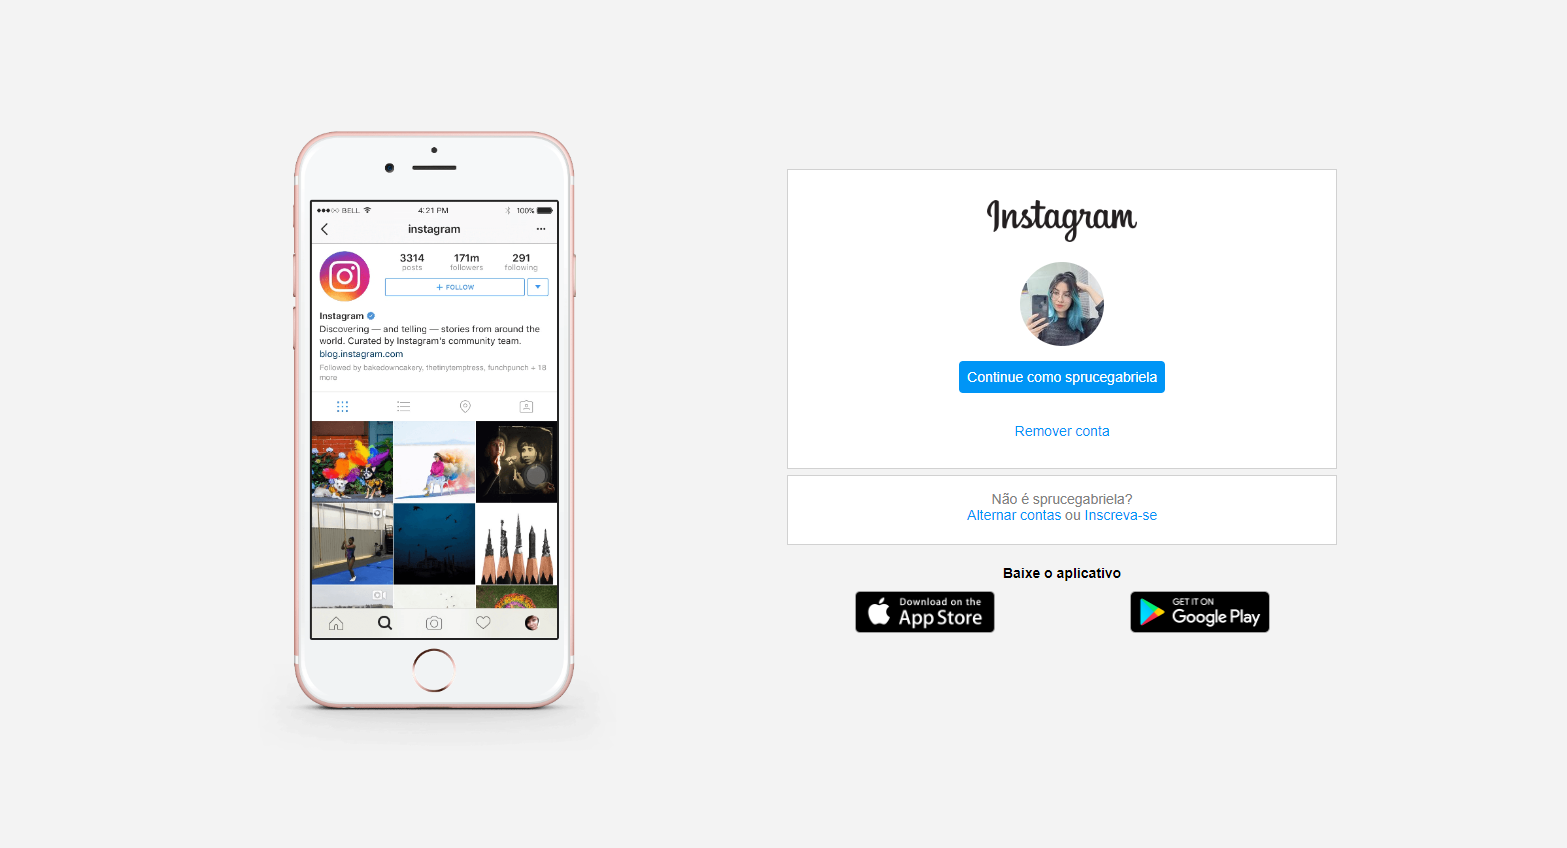 BELL
4:21 PM
100%
instagram
3314
171m
291
posts
followers
following
+ FOLLOW
Instagram
Discovering — and telling — stories from around the
world. Curated by Instagram's community team.
blog.instagram.com
Followed by bakedowncakery, thetinytemptress, funchpunch + 18
more
Instagram
Continue como sprucegabriela
Remover conta
Não é sprucegabriela?
Alternar contas ou Inscreva-se
Baixe o aplicativo
Download on the
App Store
GET IT ON
Google Play